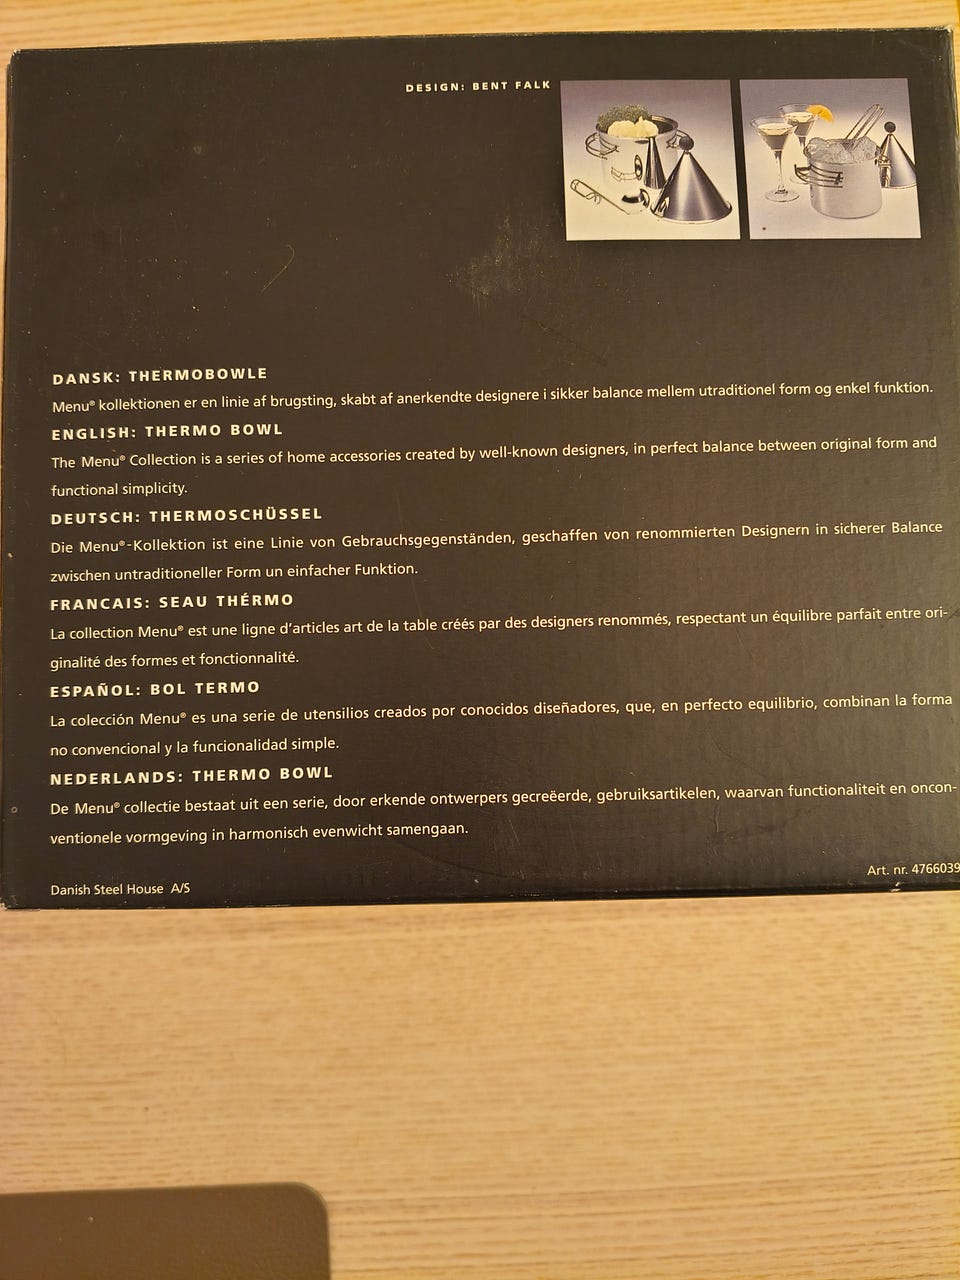 DESIGN: BENT FALK
DANSK: THERMOBOWLE
Menu® kollektionen er en linie af brugsting, skabt af anerkendte designere i sikker balance mellem utraditionel form og enkel funktion.
ENGLISH: THERMO BOWL
The Menu® Collection is a series of home accessories created by well-known designers, in perfect balance between original form and
functional simplicity.
DEUTSCH: THERMOSCHÜSSEL
Die Menu®-Kollektion ist eine Linie von Gebrauchsgegenständen, geschaffen von renommierten Designern in sicherer Balance
zwischen untraditioneller Form un einfacher Funktion.
FRANCAIS: SEAU THÉRMO
La collection Menu® est une ligne d'articles art de la table créés par des designers renommés, respectant un équilibre parfait entre ori-
ginalité des formes et fonctionnalité.
ESPAÑOL: BOL TERMO
La colección Menu® es una serie de utensilios creados por conocidos diseñadores, que, en perfecto equilibrio, combinan la forma
no convencional y la funcionalidad simple.
NEDERLANDS: THERMO BOWL
De Menu® collectie bestaat uit een serie, door erkende ontwerpers gecreëerde, gebruiksartikelen, waarvan functionaliteit en oncon-
ventionele vormgeving in harmonisch evenwicht samengaan.
Danish Steel House A/S
Art. nr. 4766039